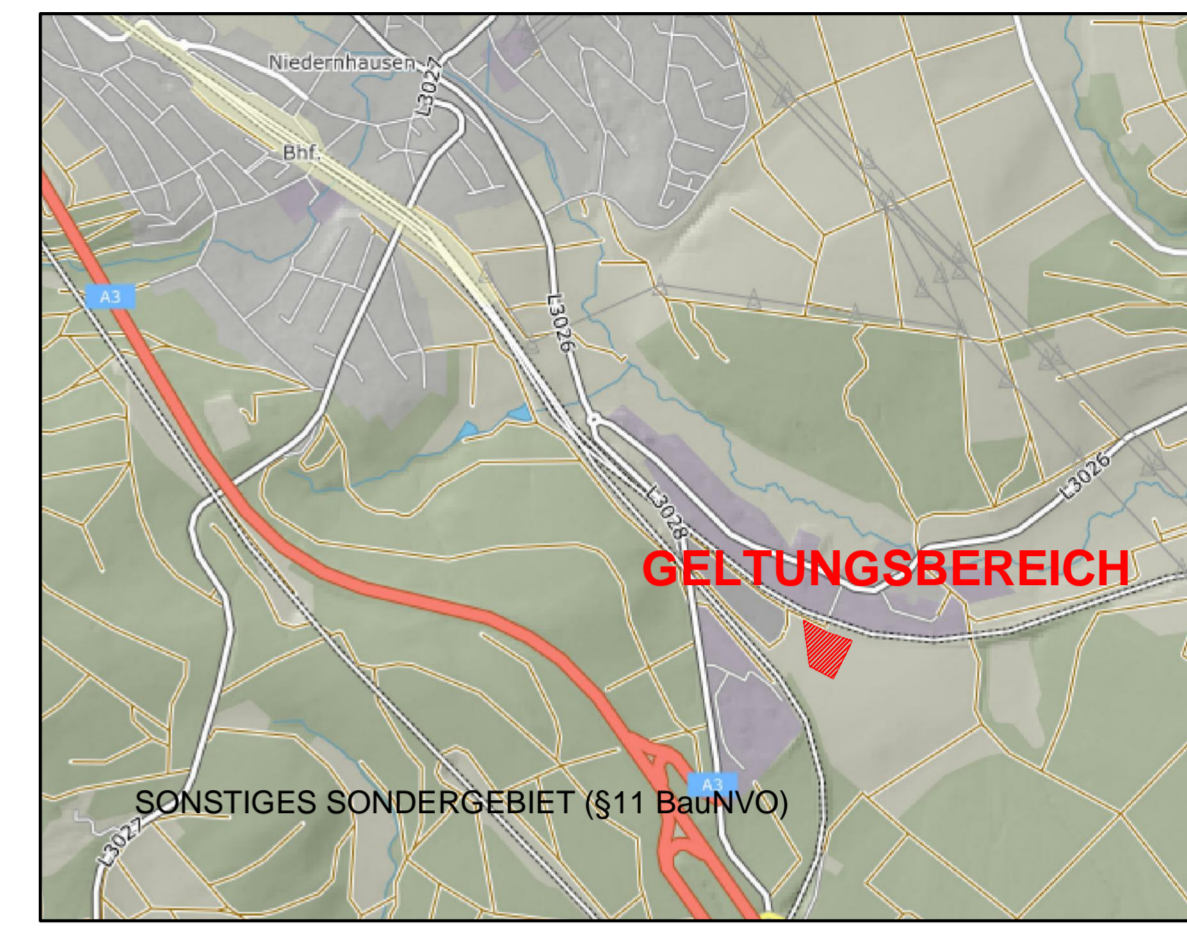 Niedernhausen
L3027
Bhf.
A3
L3026
L3026
L3028
GELTUNGSBEREICH
A3
SONSTIGES SONDERGEBIET (§11 BauNVO)
L3027